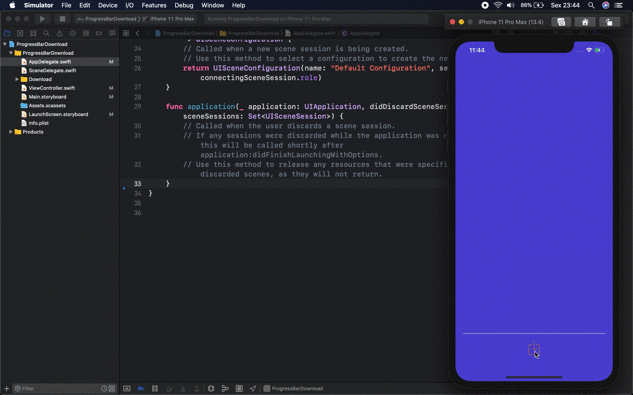 Simulator File Edit Device I/O Features Debug Window Help
86% Sex 23:44
ProgressBarDownload iPhone 11 Pro Max
Running ProgressBarDownload on iPhone 11 Pro Max
iPhone 11 Pro Max (13.4)
ProgressBarDownload
ProgressBarDownload
AppDelegate.swift M
SceneDelegate.swift
Download
ViewController.swift M
Main.storyboard
Assets.xcassets
LaunchScreen.storyboard M
Info.plist
Products
Filter
ProgressBarDownload ProgressBarDownload AppDelegate.swift AppDelegate
24 // Called when a new scene session is being created.
25 // Use this method to select a configuration to create the ne
26 return UISceneConfiguration(name: "Default Configuration", se
connectingSceneSession.role)
27 }
28
29 func application(_ application: UIApplication, didDiscardSceneSes
sceneSessions: Set<UISceneSession>) {
30 // Called when the user discards a scene session.
31 // If any sessions were discarded while the application was
this will be called shortly after
application:didFinishLaunchingWithOptions.
32 // Use this method to release any resources that were specifi
discarded scenes, as they will not return.
33 }
34 }
35
36
ProgressBarDownload
11:44